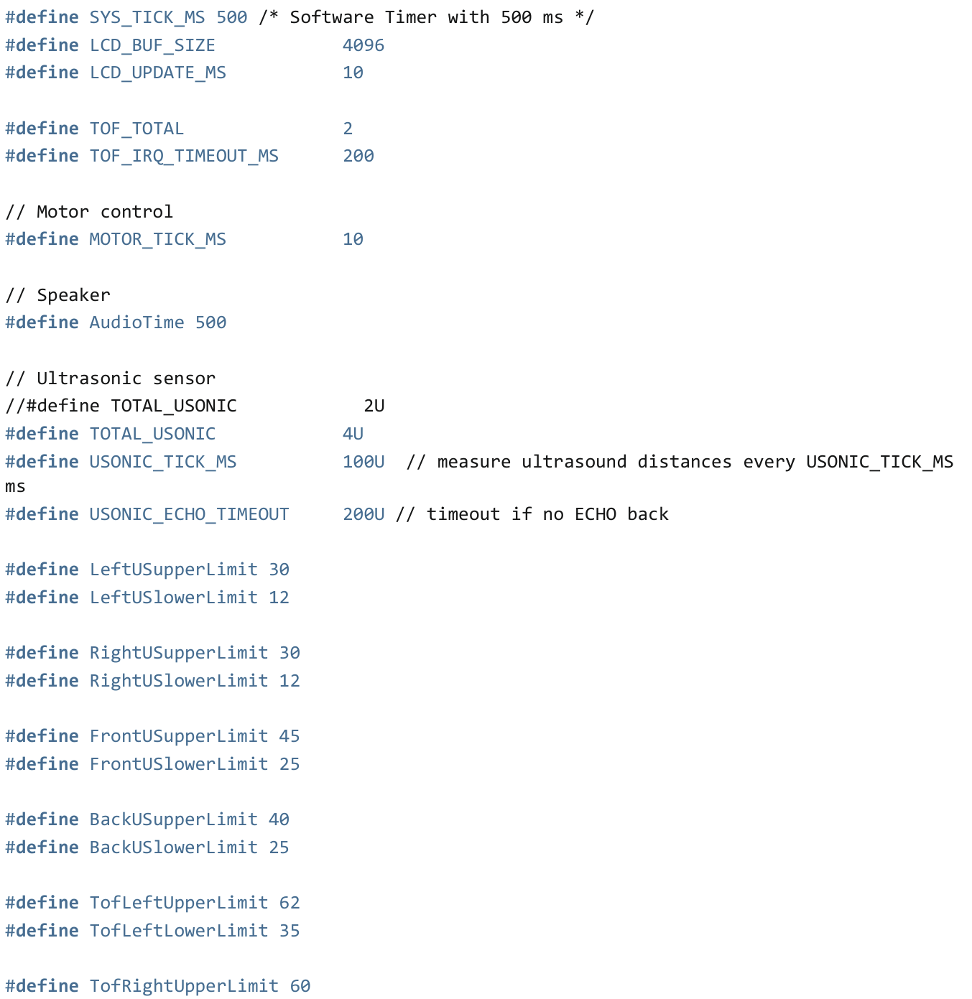 #define SYS_TICK_MS 500 /* Software Timer with 500 ms */
#define LCD_BUF_SIZE            4096
#define LCD_UPDATE_MS           10
#define TOF_TOTAL               2
#define TOF_IRQ_TIMEOUT_MS      200
// Motor control
#define MOTOR_TICK_MS           10
// Speaker
#define AudioTime 500
// Ultrasonic sensor
//#define TOTAL_USONIC            2U
#define TOTAL_USONIC            4U
#define USONIC_TICK_MS          100U  // measure ultrasound distances every USONIC_TICK_MS
ms
#define USONIC_ECHO_TIMEOUT     200U // timeout if no ECHO back
#define LeftUSupperLimit 30
#define LeftUSlowerLimit 12
#define RightUSupperLimit 30
#define RightUSlowerLimit 12
#define FrontUSupperLimit 45
#define FrontUSlowerLimit 25
#define BackUSupperLimit 40
#define BackUSlowerLimit 25
#define TofLeftUpperLimit 62
#define TofLeftLowerLimit 35
#define TofRightUpperLimit 60